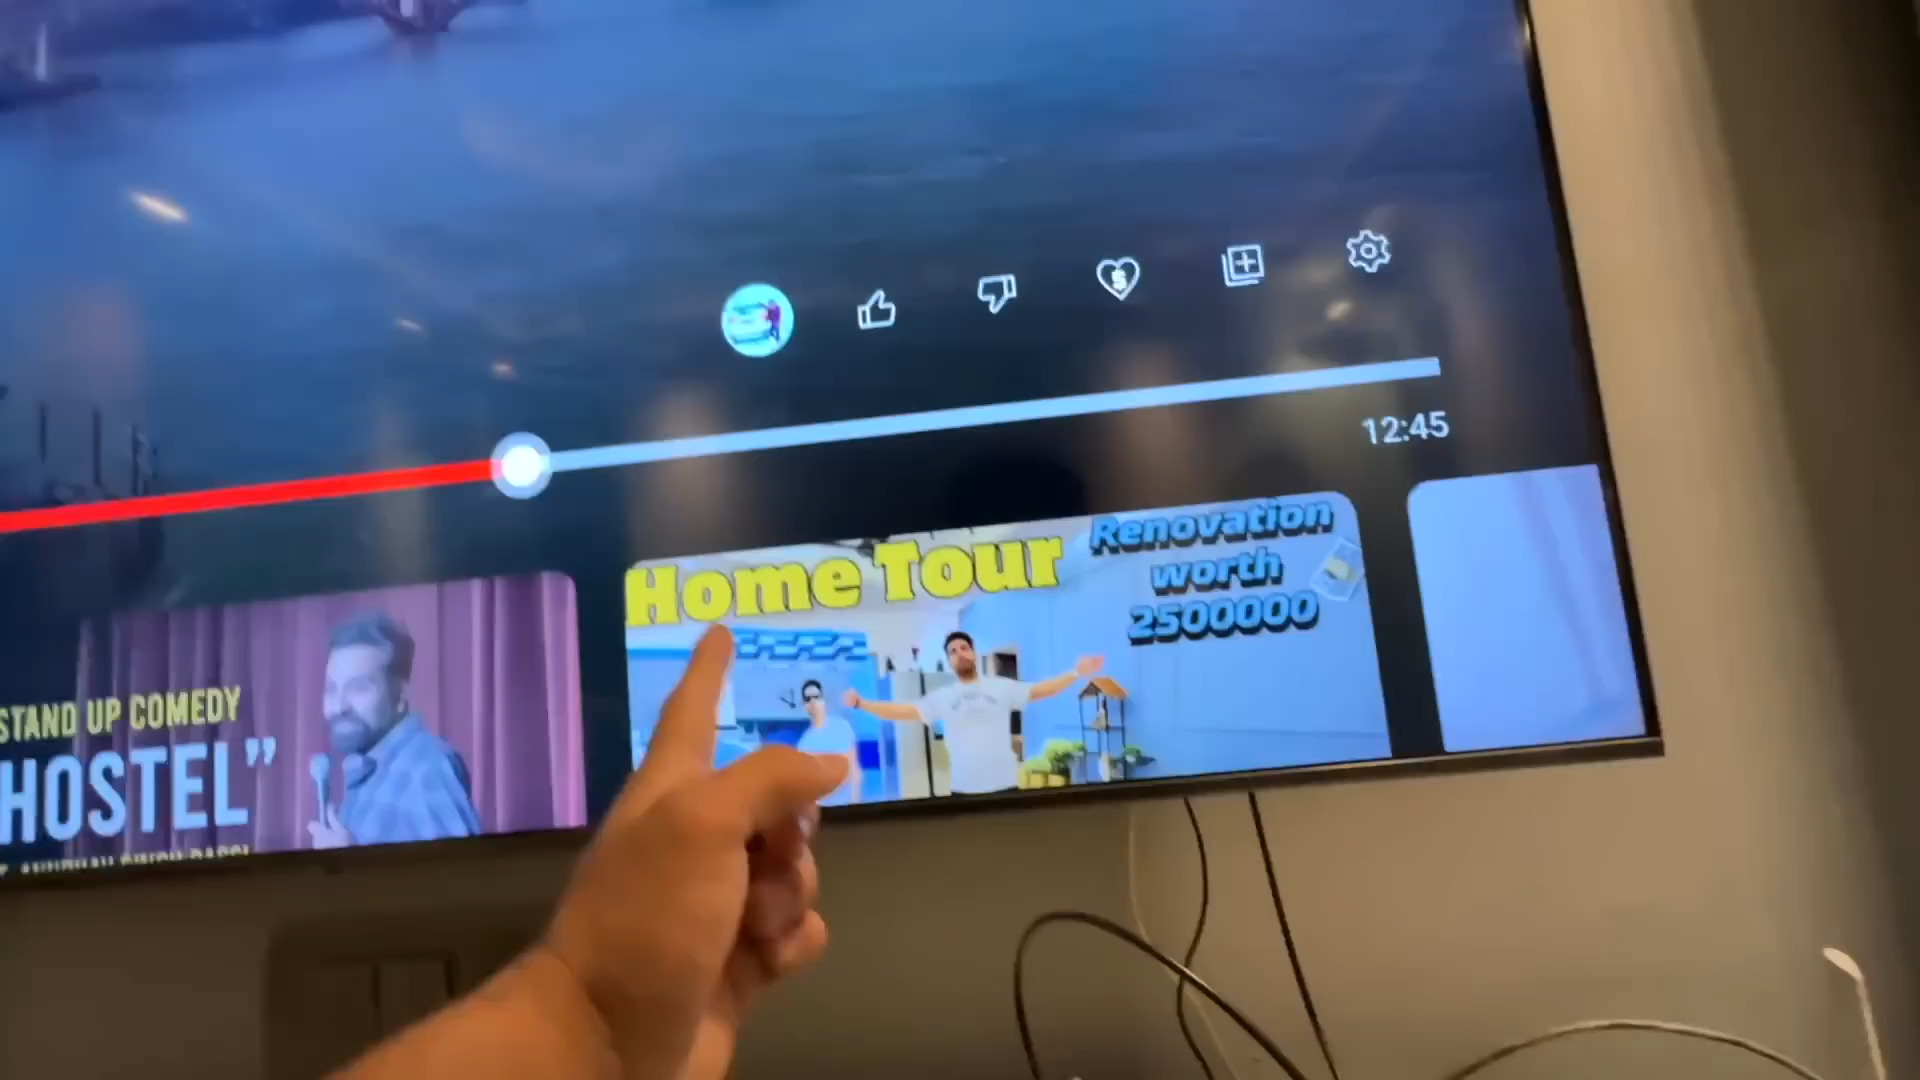 12:45
STAND UP COMEDY
HOSTEL”
Home Tour
Renovation
worth
2500000